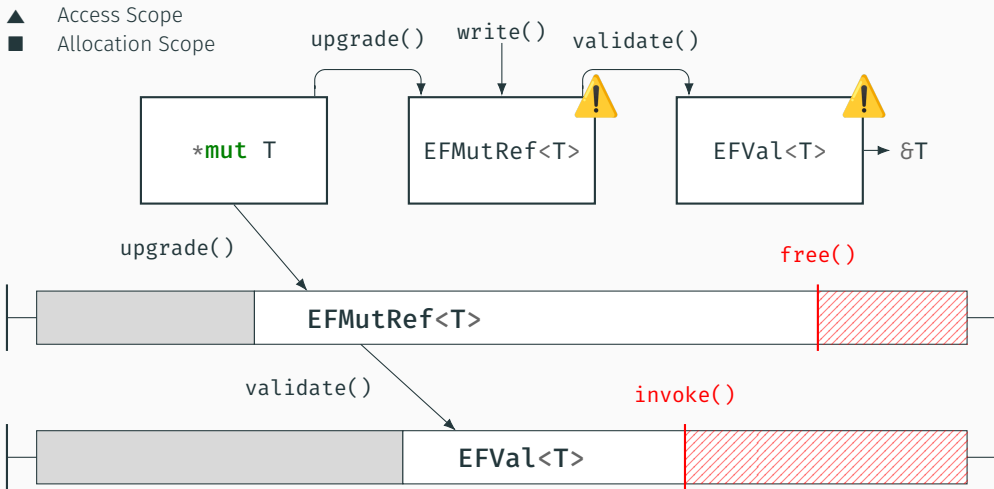 Access Scope
Allocation Scope
upgrade()
write()
validate()
*mut T
EFMutRef<T>
EFVal<T>
&T
upgrade()
free()
EFMutRef<T>
validate()
invoke()
EFVal<T>